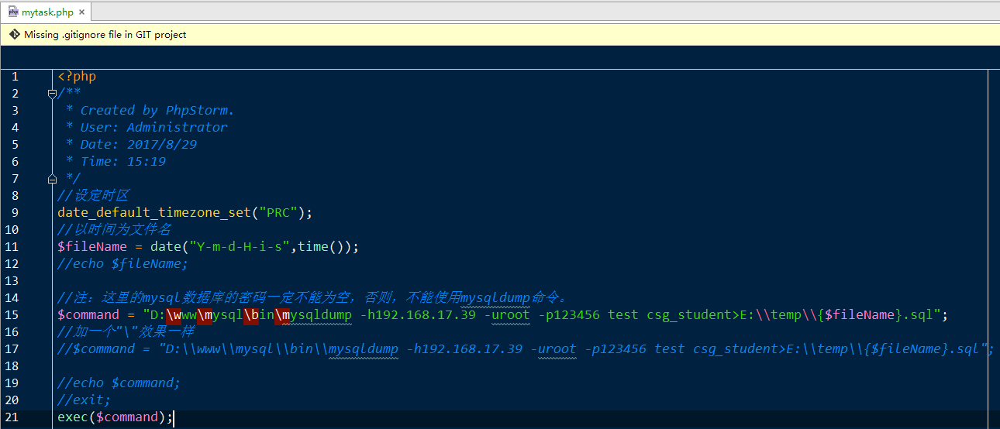 mytask.php
Missing .gitignore file in GIT project
1 <?php
2 /**
3  * Created by PhpStorm.
4  * User: Administrator
5  * Date: 2017/8/29
6  * Time: 15:19
7  */
8 //设定时区
9 date_default_timezone_set("PRC");
10 //以时间为文件名
11 $fileName = date("Y-m-d-H-i-s",time());
12 //echo $fileName;
13
14 //注：这里的mysql数据库的密码一定不能为空，否则，不能使用mysqldump命令。
15 $command = "D:\www\mysql\bin\mysqldump -h192.168.17.39 -uroot -p123456 test csg_student>E:\\temp\\{$fileName}.sql";
16 //加一个"\"效果一样
17 //$command = "D:\\www\\mysql\\bin\\mysqldump -h192.168.17.39 -uroot -p123456 test csg_student>E:\\temp\\{$fileName}.sql";
18
19 //echo $command;
20 //exit;
21 exec($command);